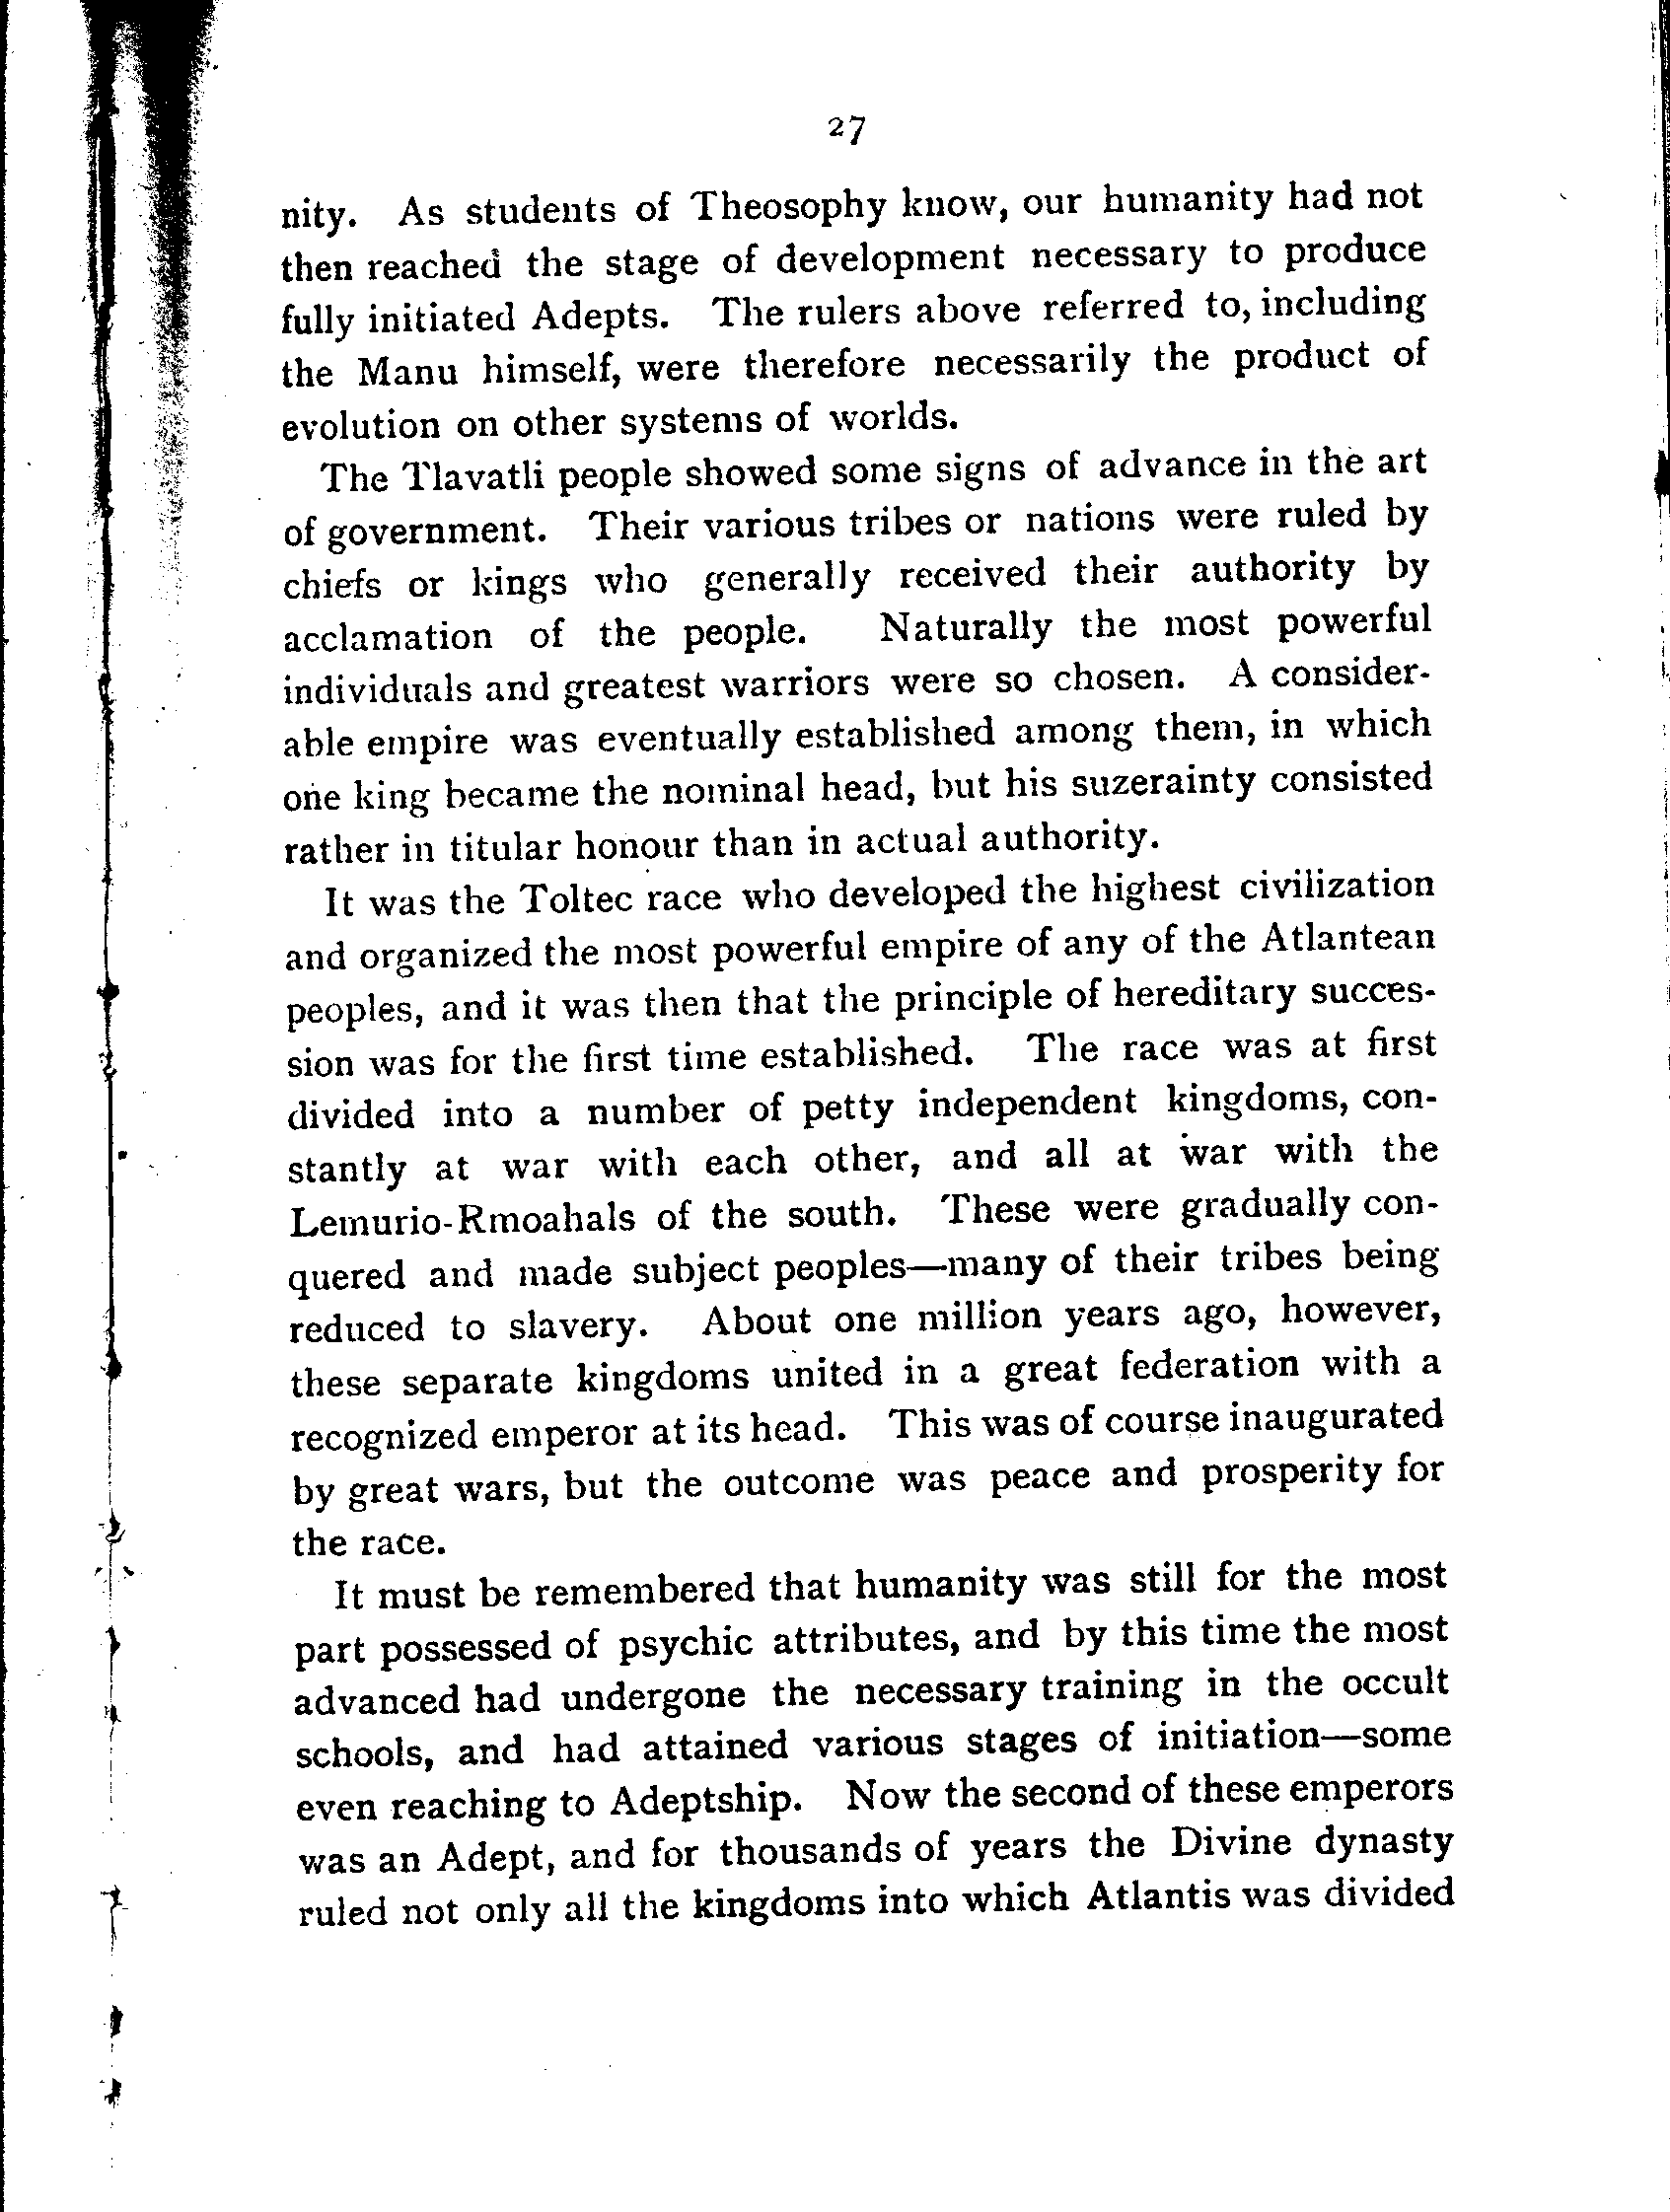 27
nity. As students of Theosophy know, our humanity had not
then reached the stage of development necessary to produce
fully initiated Adepts. The rulers above referred to, including
the Manu himself, were therefore necessarily the product of
evolution on other systems of worlds.
The Tlavatli people showed some signs of advance in the art
of government. Their various tribes or nations were ruled by
chiefs or kings who generally received their authority by
acclamation of the people. Naturally the most powerful
individuals and greatest warriors were so chosen. A consider-
able empire was eventually established among them, in which
one king became the nominal head, but his suzerainty consisted
rather in titular honour than in actual authority.
It was the Toltec race who developed the highest civilization
and organized the most powerful empire of any of the Atlantean
peoples, and it was then that the principle of hereditary succes-
sion was for the first time established. The race was at first
divided into a number of petty independent kingdoms, con-
stantly at war with each other, and all at war with the
Lemurio-Rmoahals of the south. These were gradually con-
quered and made subject peoples—many of their tribes being
reduced to slavery. About one million years ago, however,
these separate kingdoms united in a great federation with a
recognized emperor at its head. This was of course inaugurated
by great wars, but the outcome was peace and prosperity for
the race.
It must be remembered that humanity was still for the most
part possessed of psychic attributes, and by this time the most
advanced had undergone the necessary training in the occult
schools, and had attained various stages of initiation—some
even reaching to Adeptship. Now the second of these emperors
was an Adept, and for thousands of years the Divine dynasty
ruled not only all the kingdoms into which Atlantis was divided